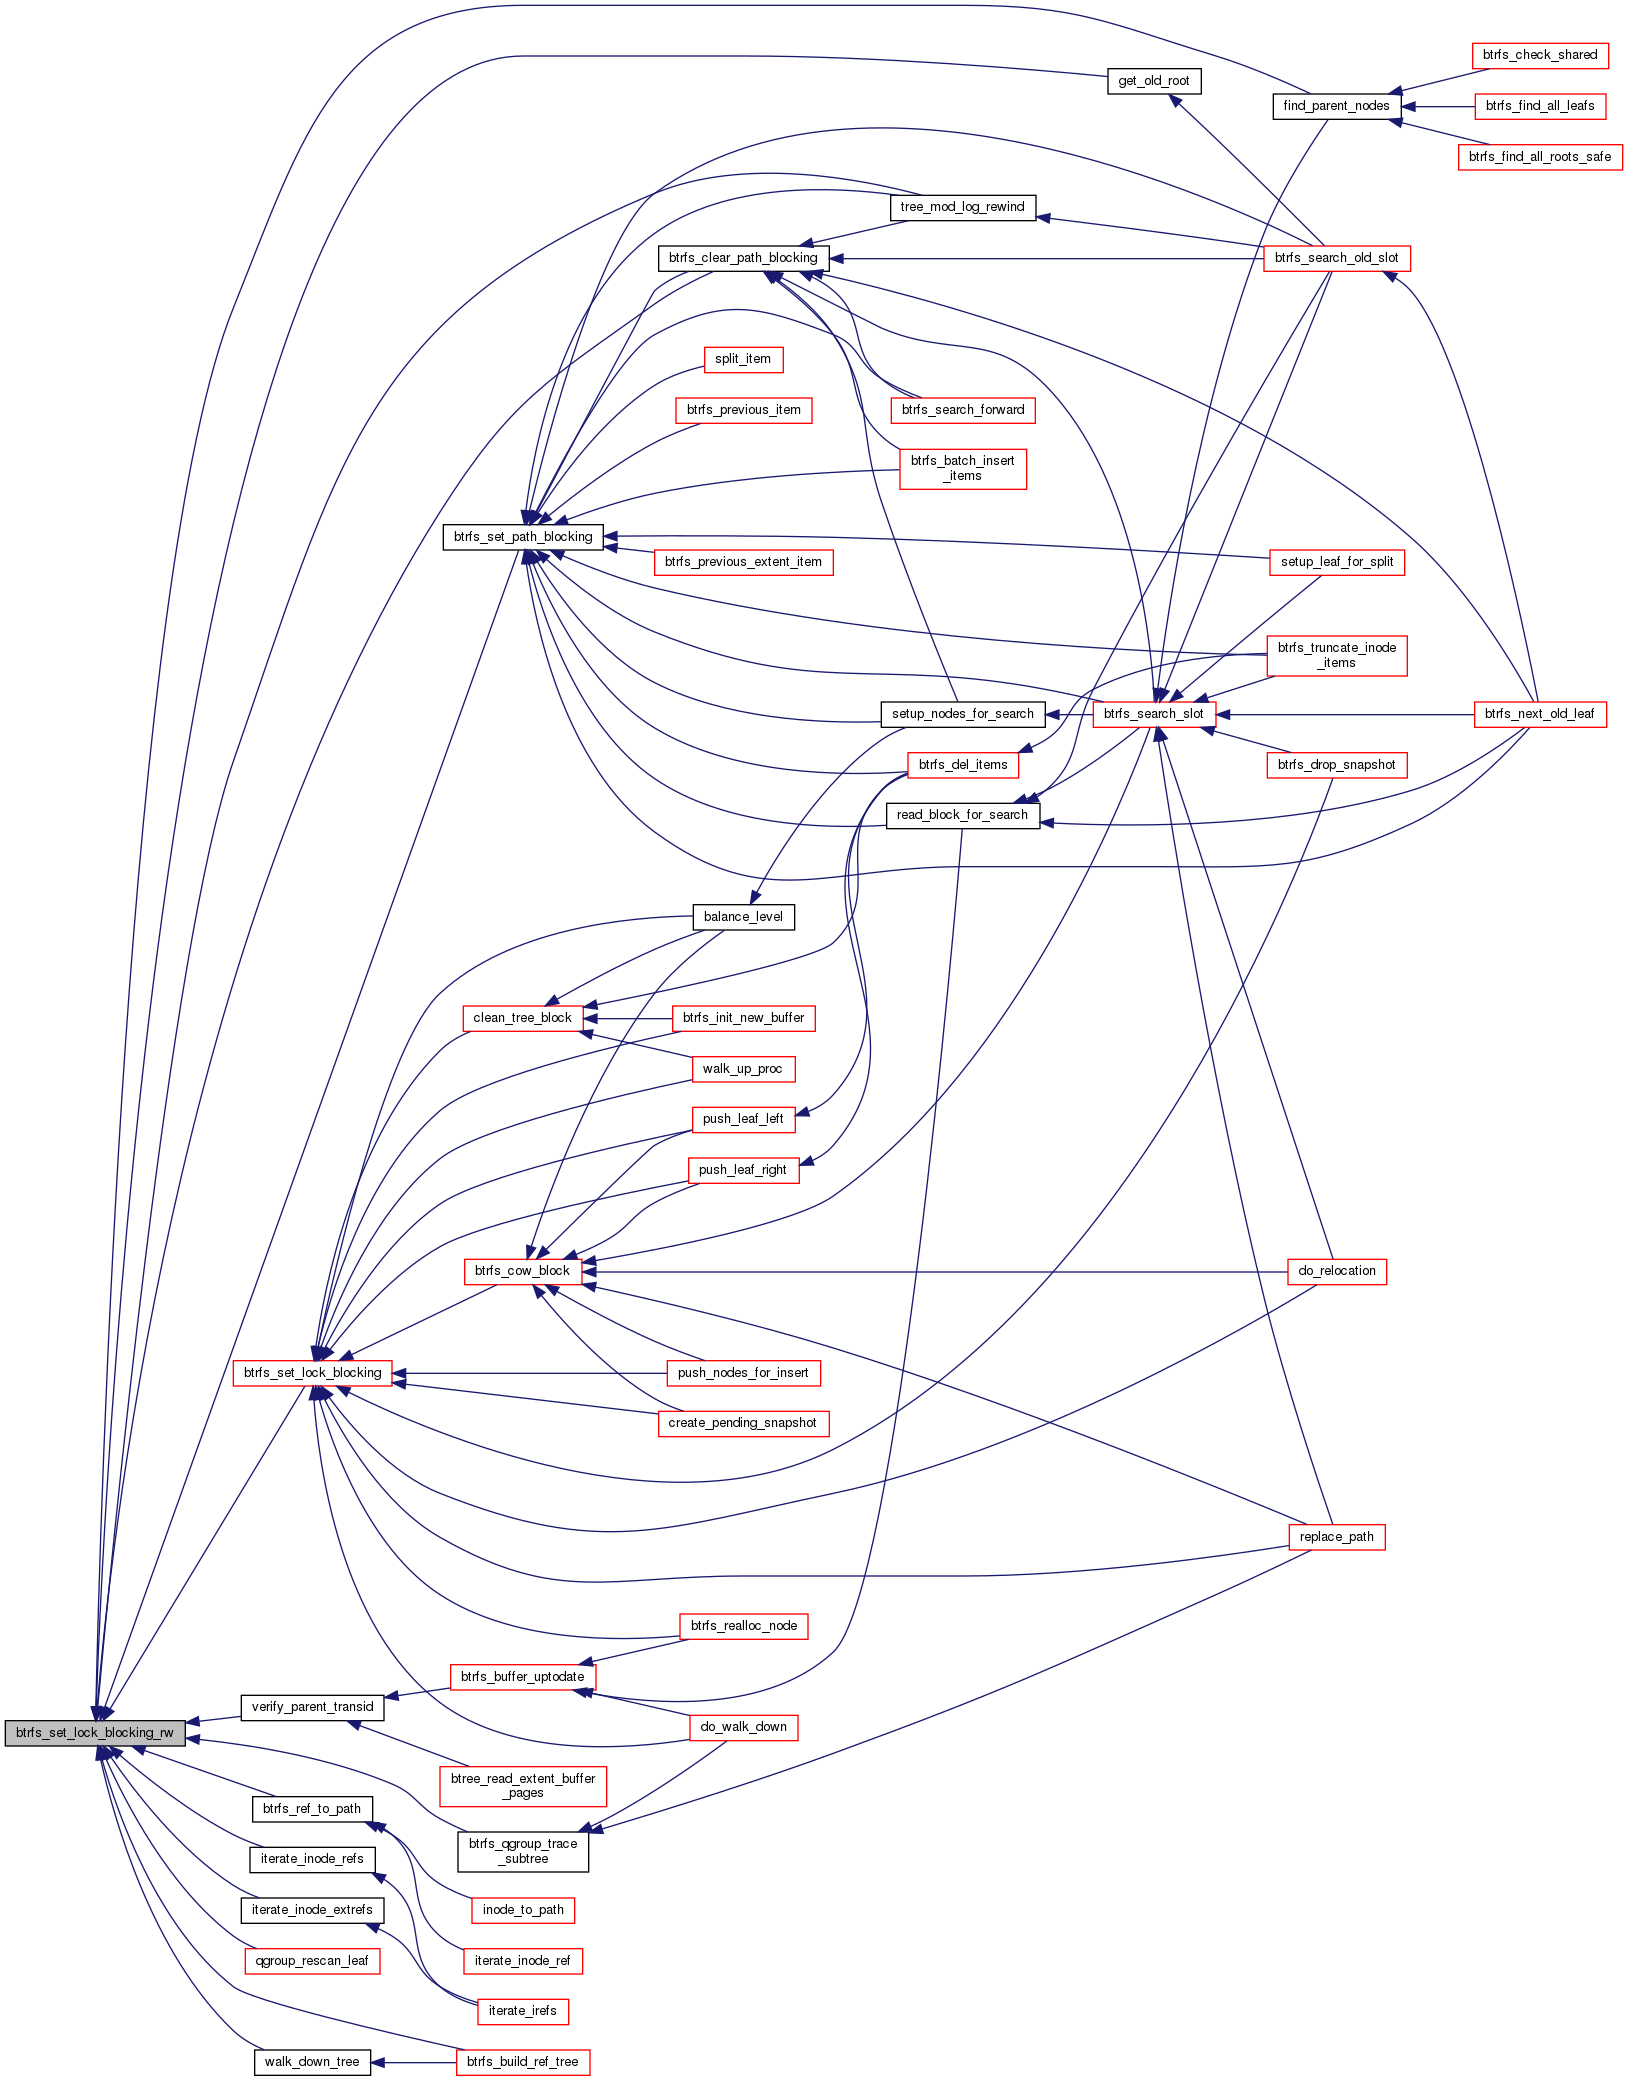 btrfs_check_shared
get_old_root
find_parent_nodes
btrfs_find_all_leafs
btrfs_find_all_roots_safe
tree_mod_log_rewind
btrfs_clear_path_blocking
btrfs_search_old_slot
split_item
btrfs_previous_item
btrfs_search_forward
btrfs_batch_insert
_items
btrfs_set_path_blocking
btrfs_previous_extent_item
setup_leaf_for_split
btrfs_truncate_inode
_items
setup_nodes_for_search
btrfs_search_slot
btrfs_next_old_leaf
btrfs_del_items
btrfs_drop_snapshot
read_block_for_search
balance_level
clean_tree_block
btrfs_init_new_buffer
walk_up_proc
push_leaf_left
push_leaf_right
btrfs_cow_block
do_relocation
btrfs_set_lock_blocking
push_nodes_for_insert
create_pending_snapshot
replace_path
btrfs_realloc_node
btrfs_buffer_uptodate
verify_parent_transid
do_walk_down
btrfs_set_lock_blocking_rw
btree_read_extent_buffer
_pages
btrfs_ref_to_path
btrfs_qgroup_trace
_subtree
iterate_inode_refs
iterate_inode_extrefs
inode_to_path
qgroup_rescan_leaf
iterate_inode_ref
iterate_irefs
walk_down_tree
btrfs_build_ref_tree